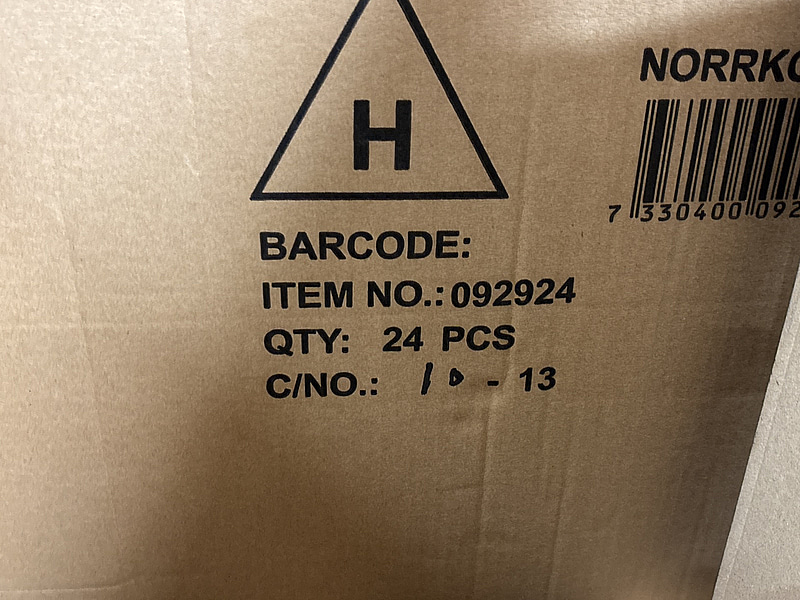 H
NORRKO
7 330400 092
BARCODE:
ITEM NO.: 092924
QTY: 24 PCS
C/NO.: 10 - 13